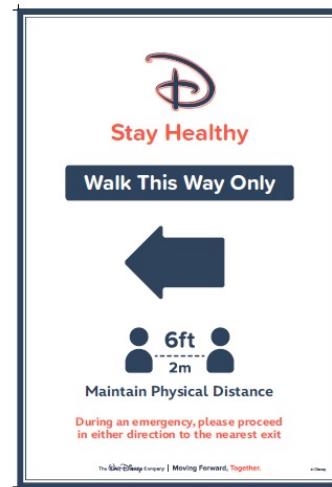 D
Stay Healthy
Walk This Way Only
6ft
2m
Maintain Physical Distance
During an emergency, please proceed
in either direction to the nearest exit
The Walt Disney Company | Moving Forward, Together.
© Disney